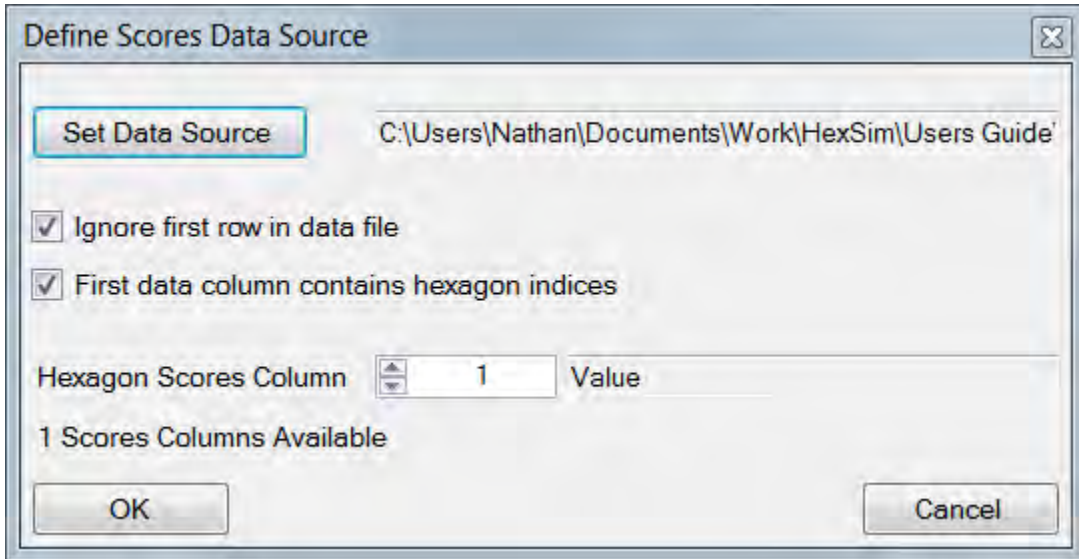 Define Scores Data Source
Set Data Source C:\Users\Nathan\Documents\Work\HexSim\Users Guide'
Ignore first row in data file
First data column contains hexagon indices
Hexagon Scores Column 1 Value
1 Scores Columns Available
OK Cancel